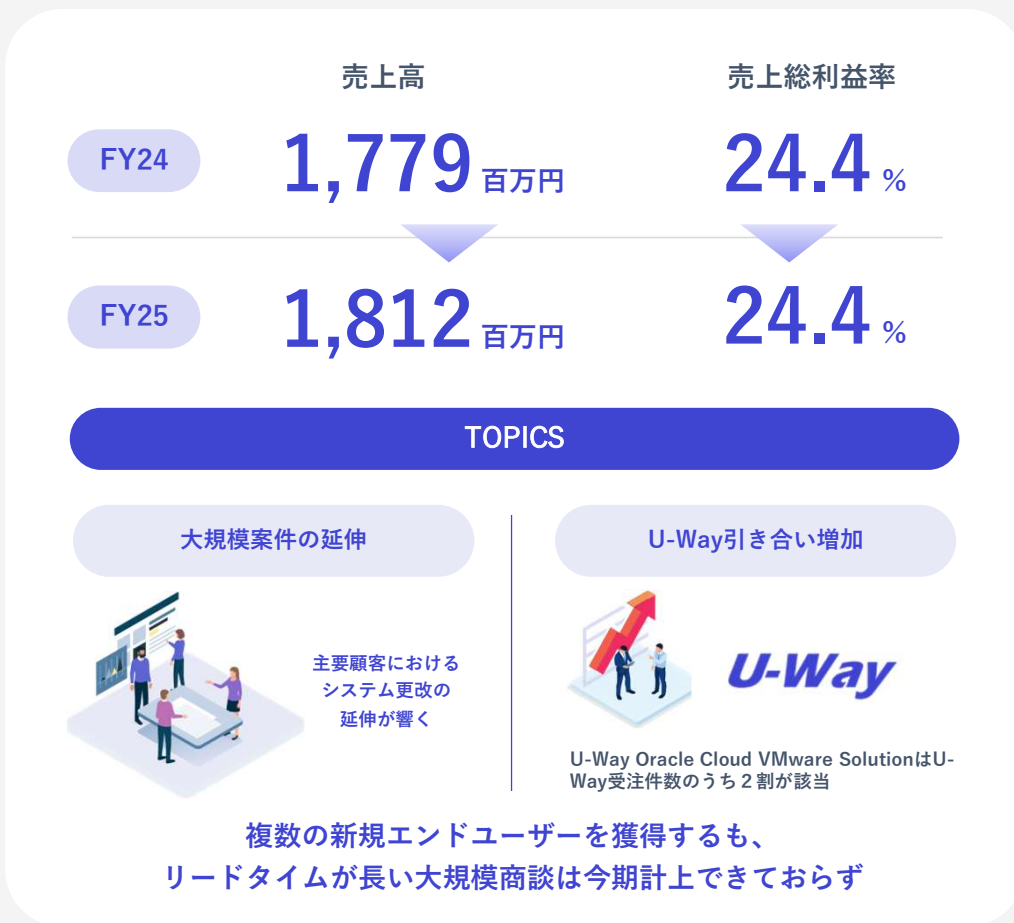 売上高 売上総利益率
FY24 1,779 百万円 24.4 %
FY25 1,812 百万円 24.4 %
TOPICS
大規模案件の延伸
主要顧客における
システム更改の
延伸が響く
U-Way引き合い増加
U-Way
U-Way Oracle Cloud VMware SolutionはU-
Way受注件数のうち２割が該当
複数の新規エンドユーザーを獲得するも、
リードタイムが長い大規模商談は今期計上できておらず